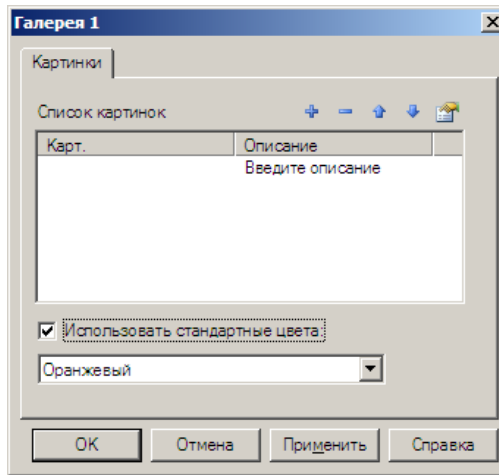 Галерея 1
Картинки
Список картинок
Карт. Описание
Введите описание
Использовать стандартные цвета:
Оранжевый
OK Отмена Применить Справка